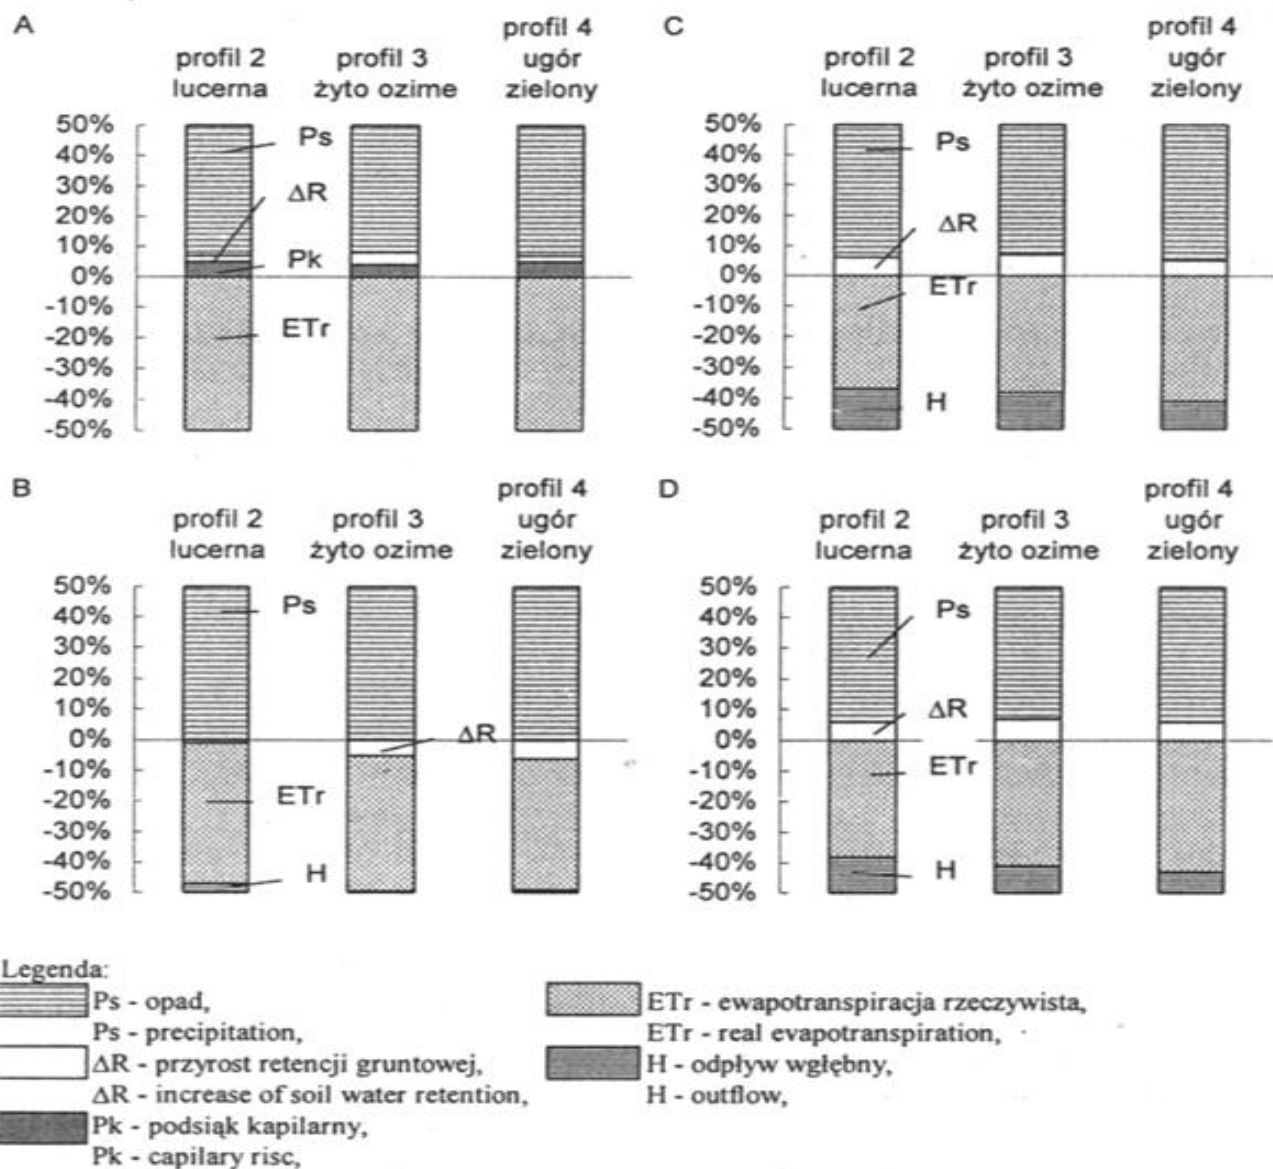 A
profil 2
lucerna
profil 3
żyto ozime
profil 4
ugór
zielony
50%
40%
30%
20%
10%
0%
-10%
-20%
-30%
-40%
-50%
Ps
ΔR
Pk
ETr
C
profil 2
lucerna
profil 3
żyto ozime
profil 4
ugór
zielony
50%
40%
30%
20%
10%
0%
-10%
-20%
-30%
-40%
-50%
Ps
ΔR
ETr
H
B
profil 2
lucerna
profil 3
żyto ozime
profil 4
ugór
zielony
50%
40%
30%
20%
10%
0%
-10%
-20%
-30%
-40%
-50%
Ps
ΔR
ETr
H
D
profil 2
lucerna
profil 3
żyto ozime
profil 4
ugór
zielony
50%
40%
30%
20%
10%
0%
-10%
-20%
-30%
-40%
-50%
Ps
ΔR
ETr
H
Legenda:
Ps - opad,
Ps - precipitation,
ΔR - przyrost retencji gruntowej,
ΔR - increase of soil water retention,
Pk - podsiąk kapilarny,
Pk - capilary risc,
ETr - ewapotranspiracja rzeczywista,
ETr - real evapotranspiration,
H - odpływ wgłębny,
H - outflow,